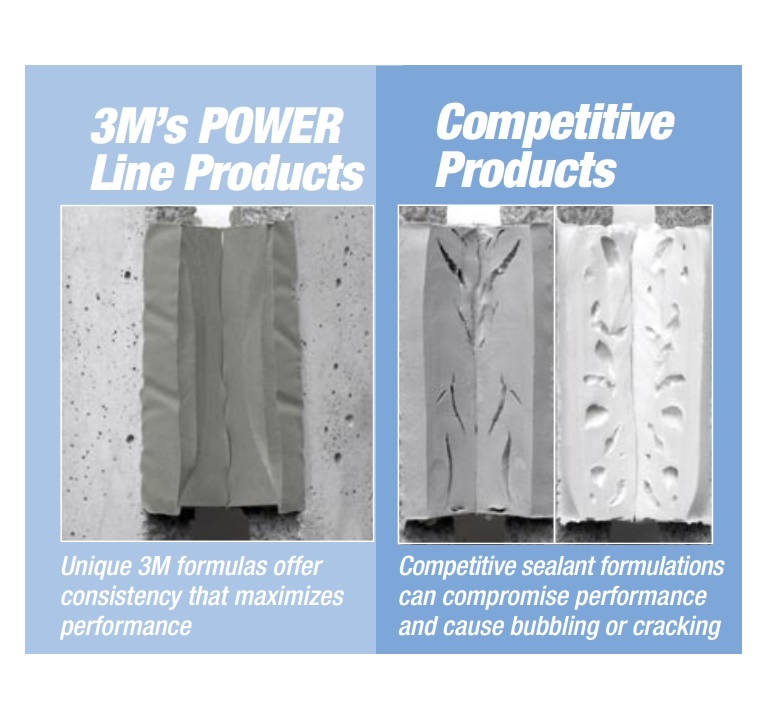 3M's POWER
Line Products
Competitive
Products
Unique 3M formulas offer
consistency that maximizes
performance
Competitive sealant formulations
can compromise performance
and cause bubbling or cracking